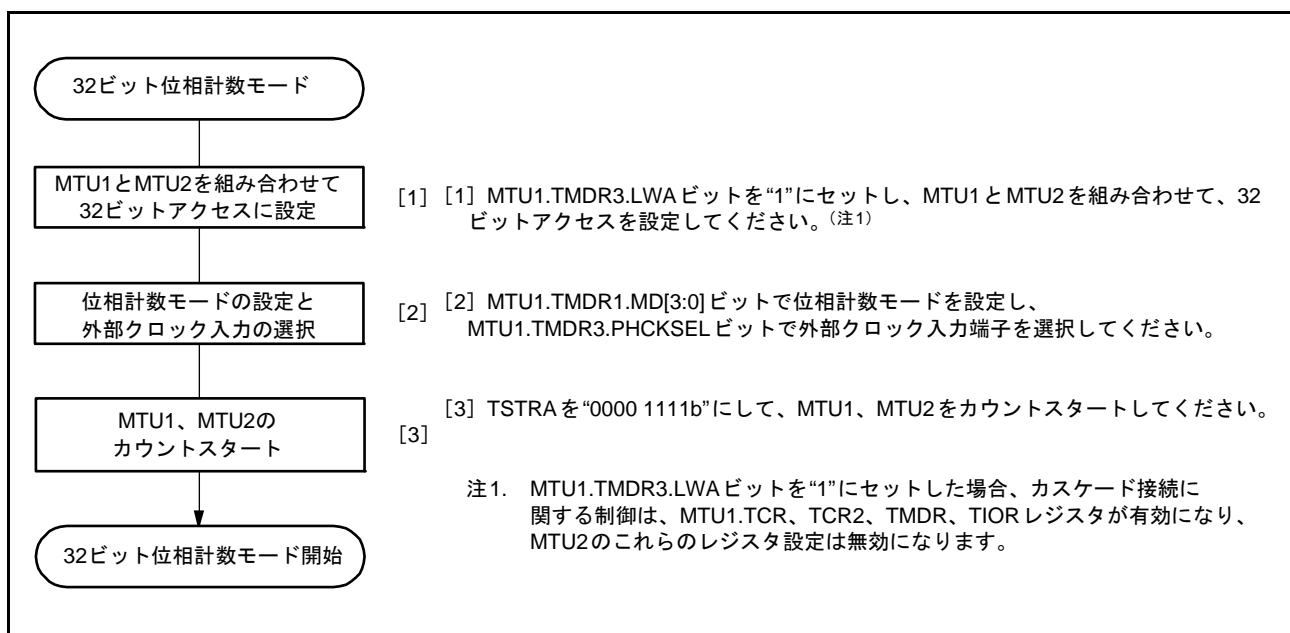 32ビット位相計数モード
MTU1とMTU2を組み合わせて
32ビットアクセスに設定
[1]
[1] MTU1.TMDR3.LWAビットを“1”にセットし、MTU1とMTU2を組み合わせて、32
ビットアクセスを設定してください。(注1)
位相計数モードの設定と
外部クロック入力の選択
[2]
[2] MTU1.TMDR1.MD[3:0]ビットで位相計数モードを設定し、
MTU1.TMDR3.PHCKSELビットで外部クロック入力端子を選択してください。
MTU1、MTU2の
カウントスタート
[3]
[3] TSTRAを“0000 1111b”にして、MTU1、MTU2をカウントスタートしてください。
注1. MTU1.TMDR3.LWAビットを“1”にセットした場合、カスケード接続に
関する制御は、MTU1.TCR、TCR2、TMDR、TIORレジスタが有効になり、
MTU2のこれらのレジスタ設定は無効になります。
32ビット位相計数モード開始